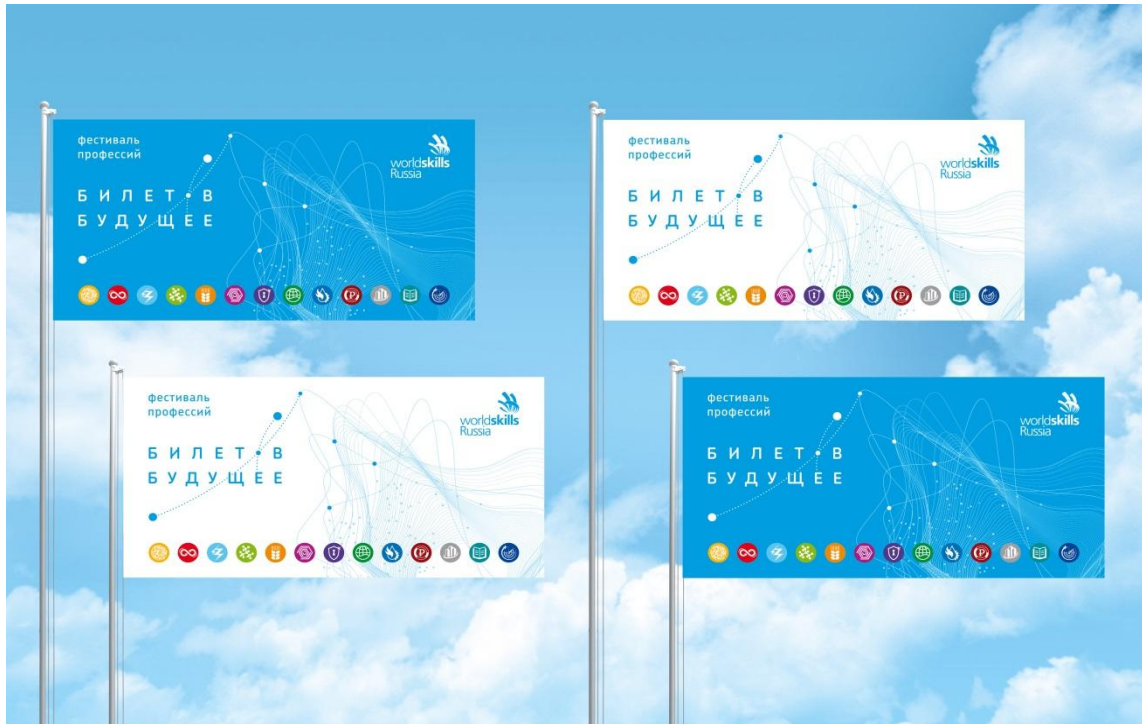 фестиваль
профессий
БИЛЕТ В
БУДУЩЕЕ
worldskills
Russia
фестиваль
профессий
БИЛЕТ В
БУДУЩЕЕ
worldskills
Russia
фестиваль
профессий
БИЛЕТ В
БУДУЩЕЕ
worldskills
Russia
фестиваль
профессий
БИЛЕТ В
БУДУЩЕЕ
worldskills
Russia